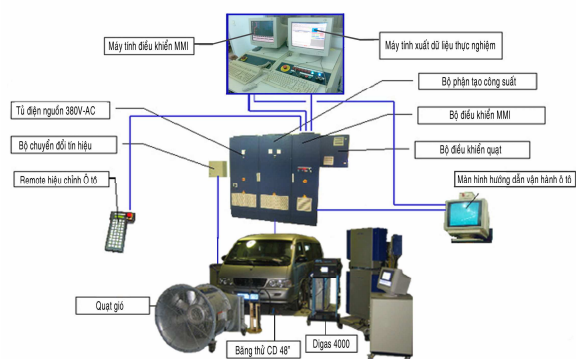 Máy tính điều khiển MMI
Máy tính xuất dữ liệu thực nghiệm
Bộ phận tạo công suất
Tủ điện nguồn 380V-AC
Bộ điều khiển MMI
Bộ chuyển đổi tín hiệu
Bộ điều khiển quạt
Remote hiệu chỉnh Ô tô
Màn hình hướng dẫn vận hành ô tô
Quạt gió
Băng thử CD 48"
Digas 4000